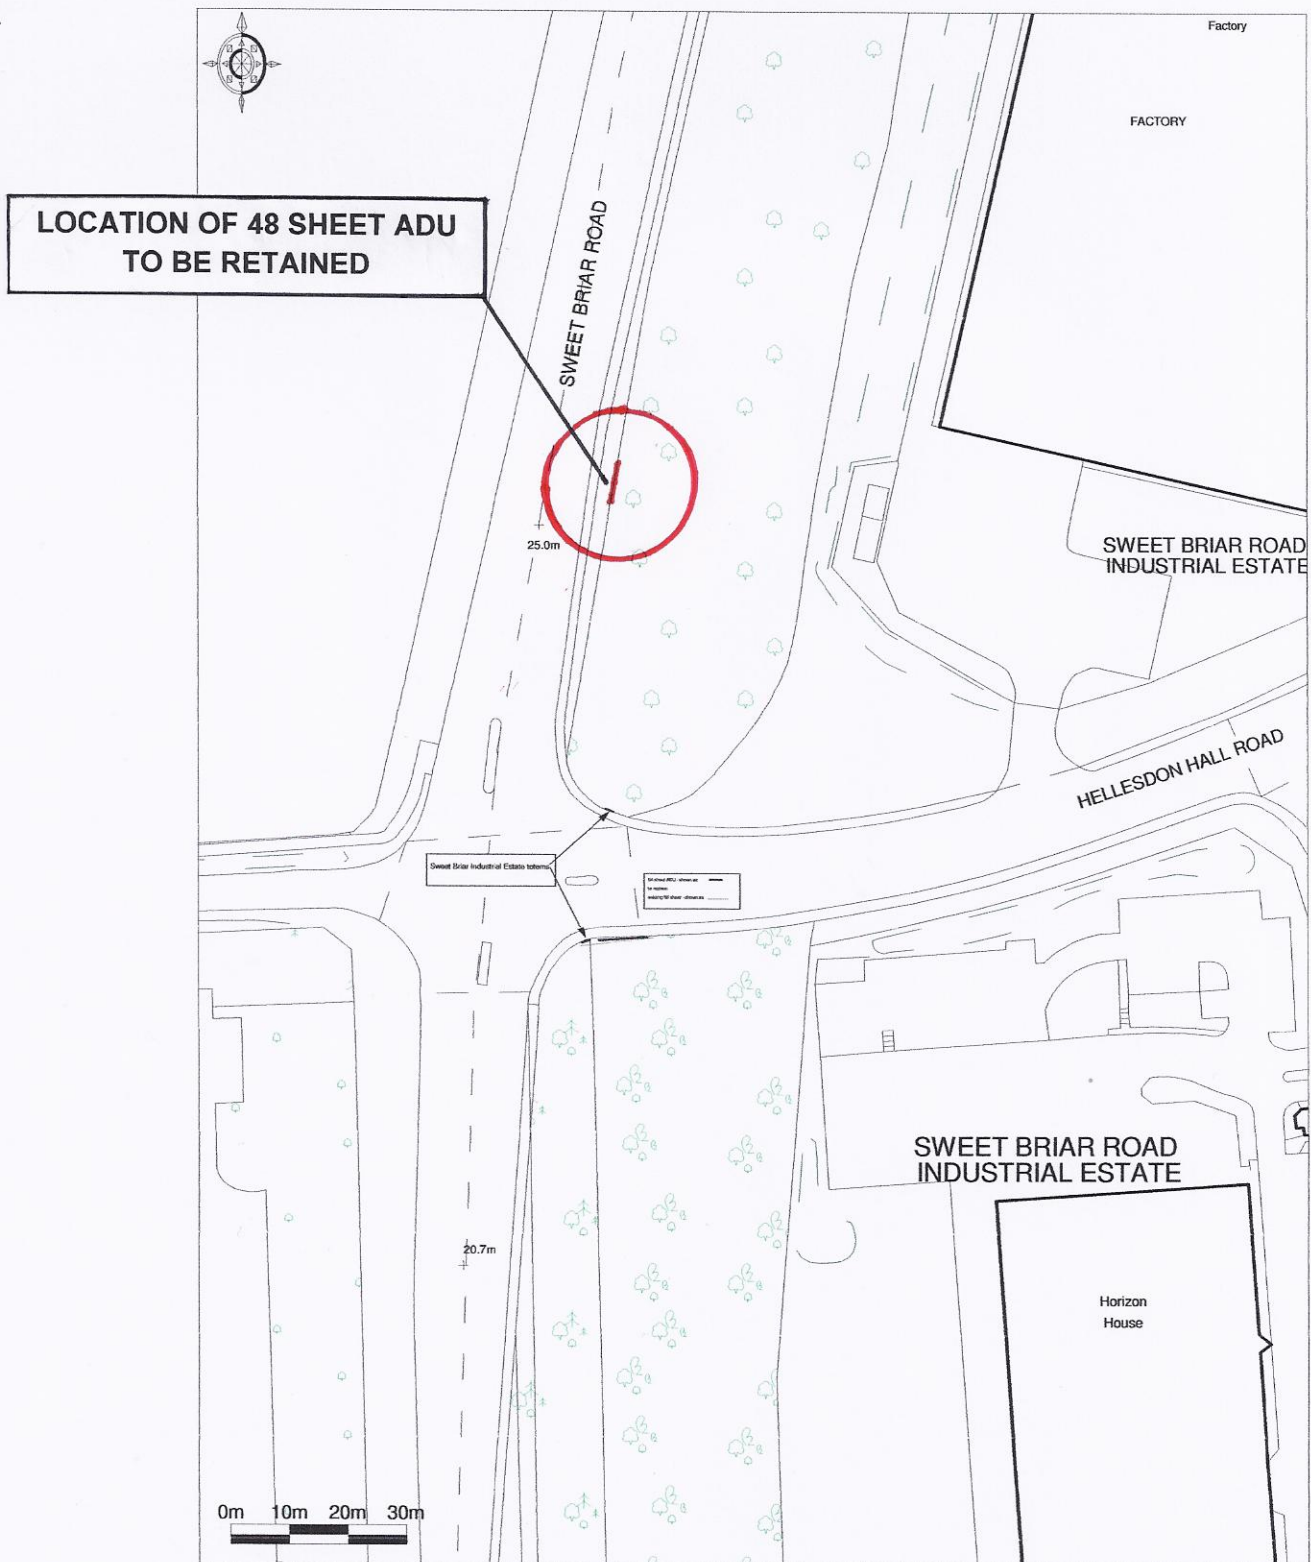 Factory
FACTORY
LOCATION OF 48 SHEET ADU
TO BE RETAINED
SWEET BRIAR ROAD
25.0m
SWEET BRIAR ROAD
INDUSTRIAL ESTATE
HELLESDON HALL ROAD
Sweet Briar Industrial Estate totems
SWEET BRIAR ROAD
INDUSTRIAL ESTATE
20.7m
Horizon
House
0m 10m 20m 30m